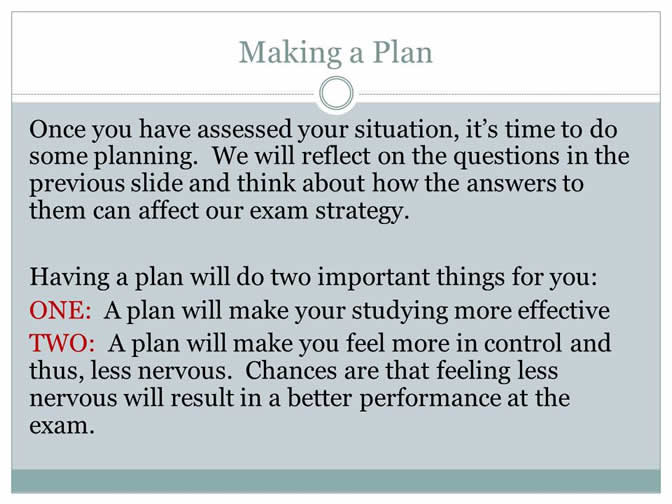 Making a Plan
Once you have assessed your situation, it’s time to do
some planning.  We will reflect on the questions in the
previous slide and think about how the answers to
them can affect our exam strategy.
Having a plan will do two important things for you:
ONE:  A plan will make your studying more effective
TWO:  A plan will make you feel more in control and
thus, less nervous.  Chances are that feeling less
nervous will result in a better performance at the
exam.